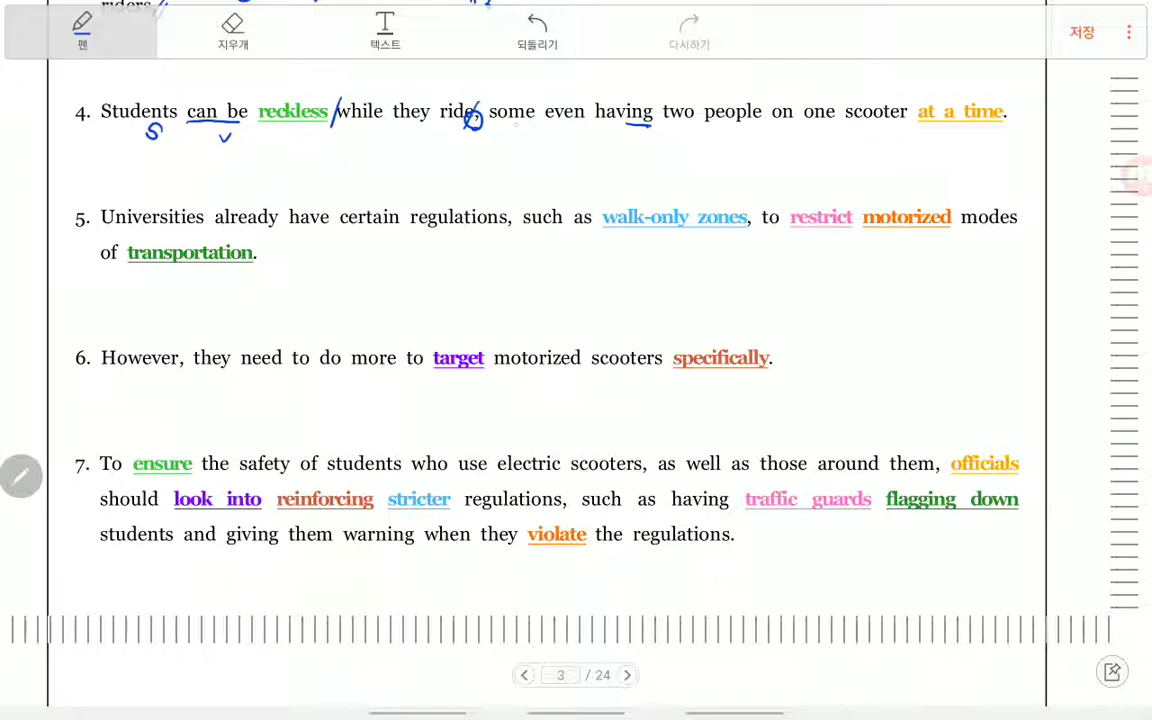 riders,
펜
지우개
텍스트
되돌리기
다시하기
저장
4. Students can be reckless while they ride, some even having two people on one scooter at a time.
S
v
5. Universities already have certain regulations, such as walk-only zones, to restrict motorized modes
of transportation.
6. However, they need to do more to target motorized scooters specifically.
7. To ensure the safety of students who use electric scooters, as well as those around them, officials
should look into reinforcing stricter regulations, such as having traffic guards flagging down
students and giving them warning when they violate the regulations.
3 / 24